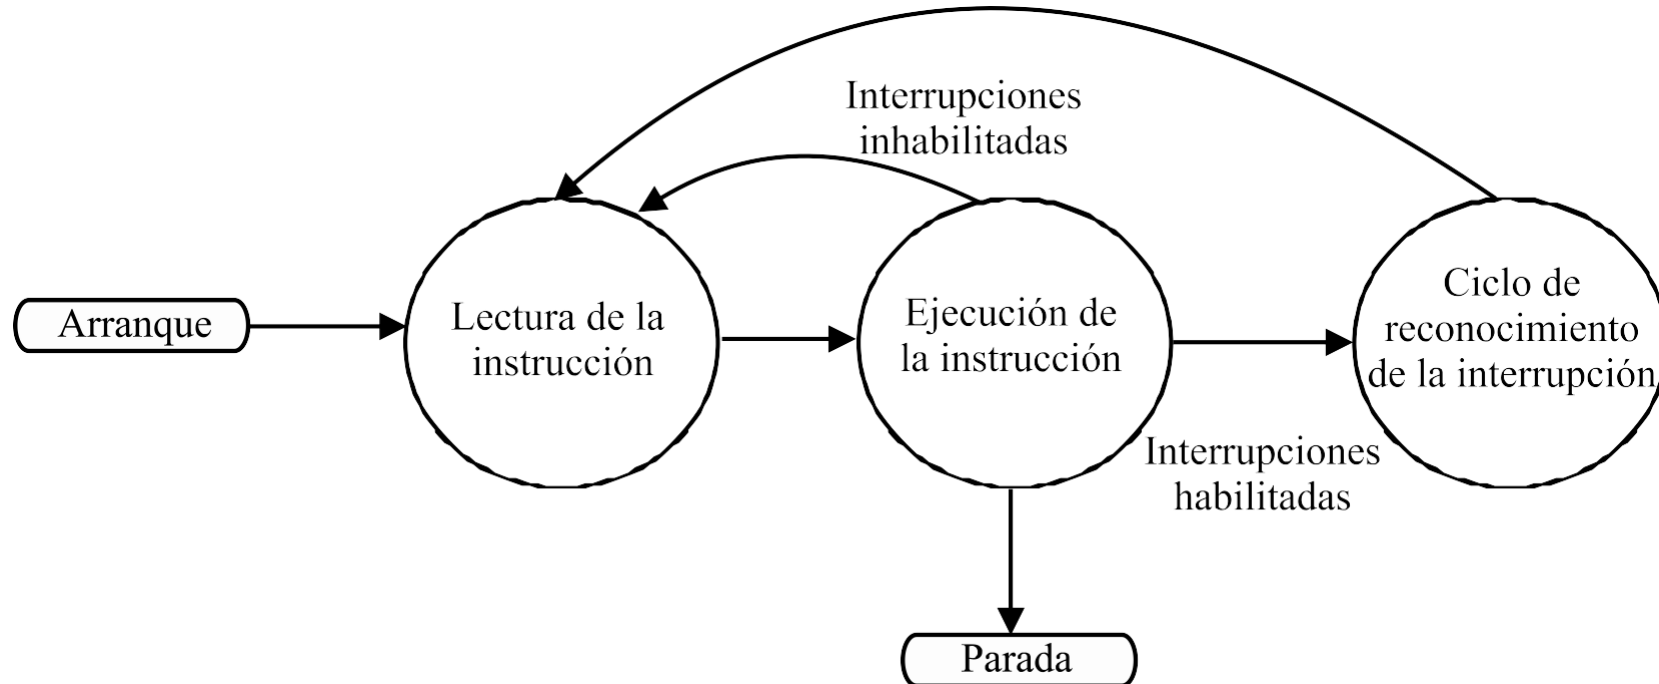 Interrupciones
inhabilitadas
Arranque
Lectura de la
instrucción
Ejecución de
la instrucción
Ciclo de
reconocimiento
de la interrupción
Interrupciones
habilitadas
Parada